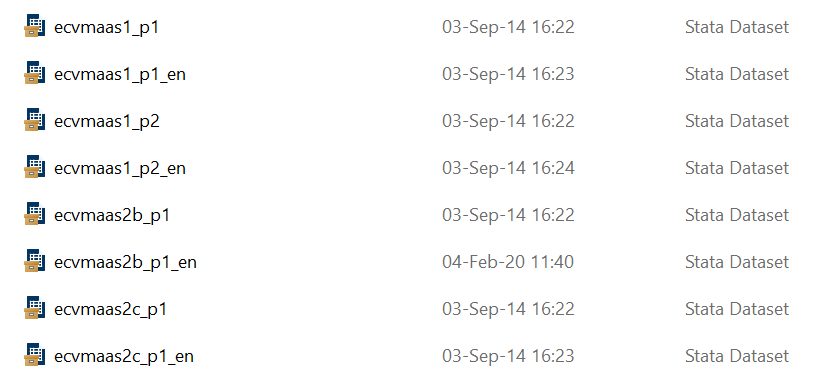 ecvmaas1_p1 03-Sep-14 16:22 Stata Dataset
ecvmaas1_p1_en 03-Sep-14 16:23 Stata Dataset
ecvmaas1_p2 03-Sep-14 16:22 Stata Dataset
ecvmaas1_p2_en 03-Sep-14 16:24 Stata Dataset
ecvmaas2b_p1 03-Sep-14 16:22 Stata Dataset
ecvmaas2b_p1_en 04-Feb-20 11:40 Stata Dataset
ecvmaas2c_p1 03-Sep-14 16:22 Stata Dataset
ecvmaas2c_p1_en 03-Sep-14 16:23 Stata Dataset